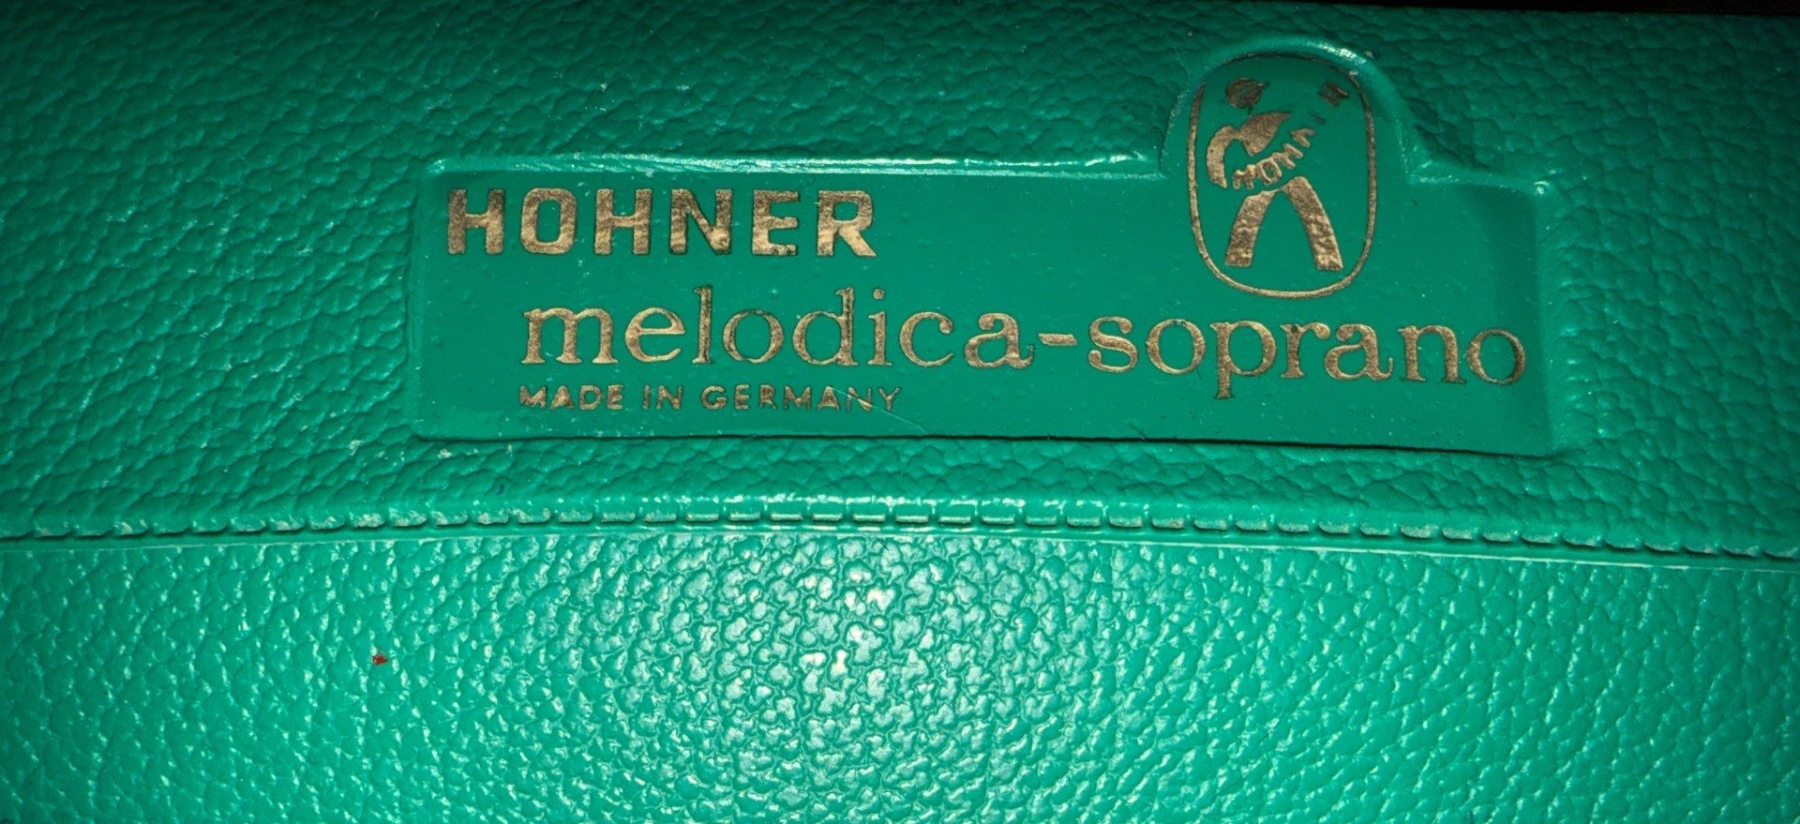 HOHNER
melodica-soprano
MADE IN GERMANY